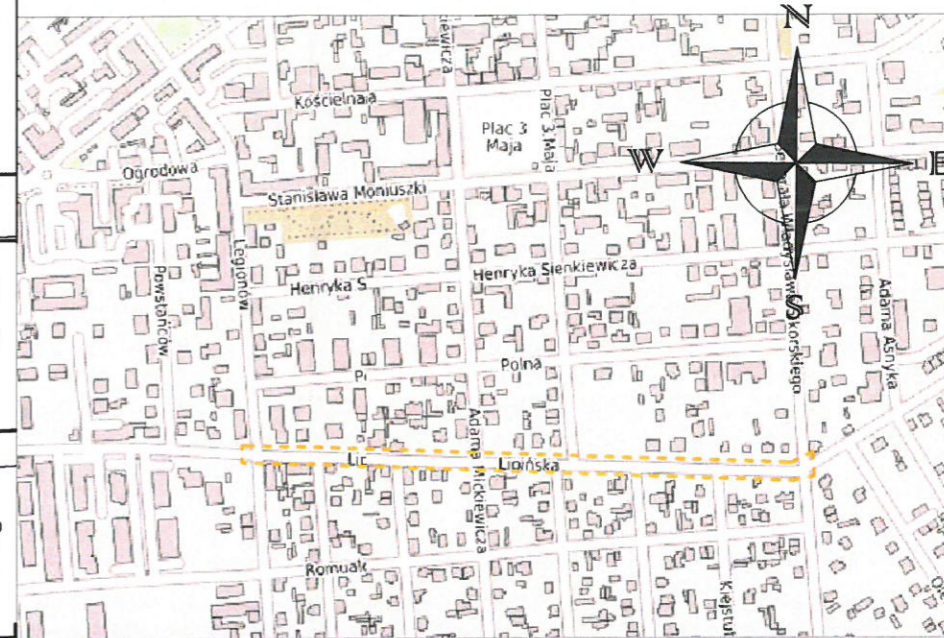 N
Kościelna
Plac 3
Maja
Plac 3 Maja
W
E
Ogrodowa
Stanisława Moniuszki
Legionów
Henryka Sienkiewicza
Henryka S
Powstańców
S
Adama Asnyka
Polna
Adama Mickiewicza
Lipińska
Kiejstut